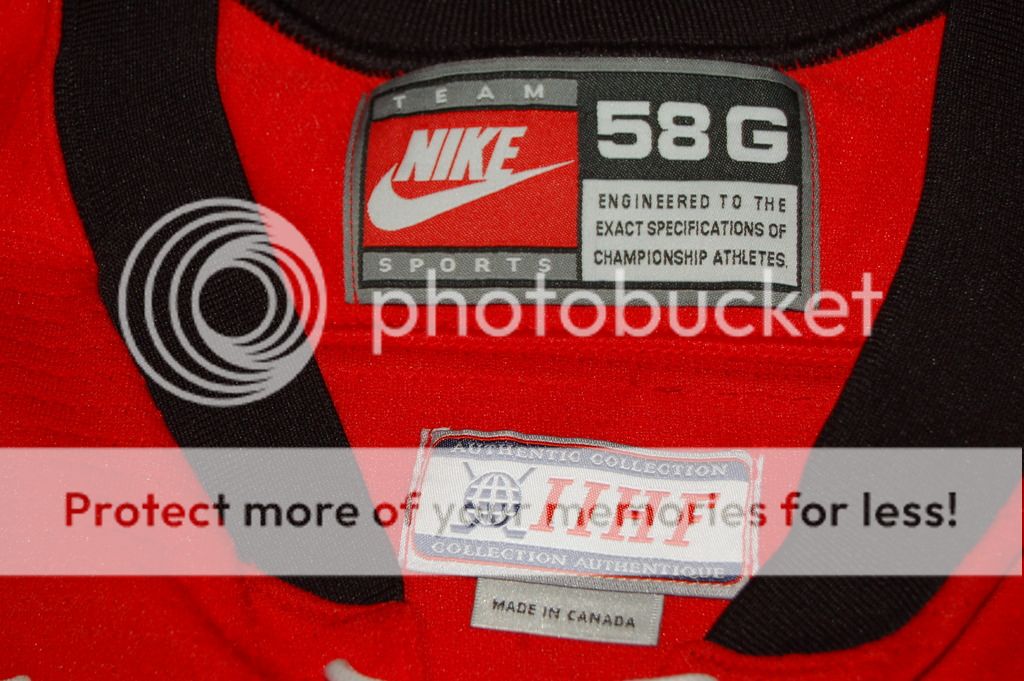 TEAM
NIKE
SPORTS
58G
ENGINEERED TO THE
EXACT SPECIFICATIONS OF
CHAMPIONSHIP ATHLETES.
photobucket
AUTHENTIC COLLECTION
IIHF
COLLECTION AUTHENTIQUE
Protect more of your memories for less!
MADE IN CANADA